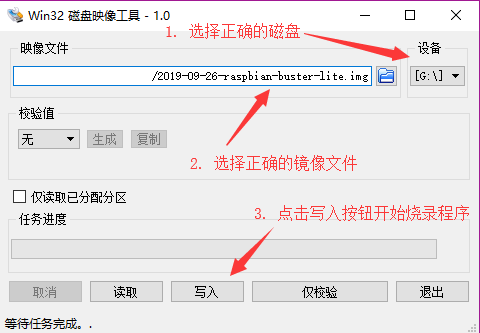 Win32 磁盘映像工具 - 1.0
1. 选择正确的磁盘
映像文件
设备
/2019-09-26-raspbian-buster-lite.img
[G:\]
校验值
无
生成
复制
2. 选择正确的镜像文件
仅读取已分配分区
3. 点击写入按钮开始烧录程序
任务进度
取消
读取
写入
仅校验
退出
等待任务完成。.